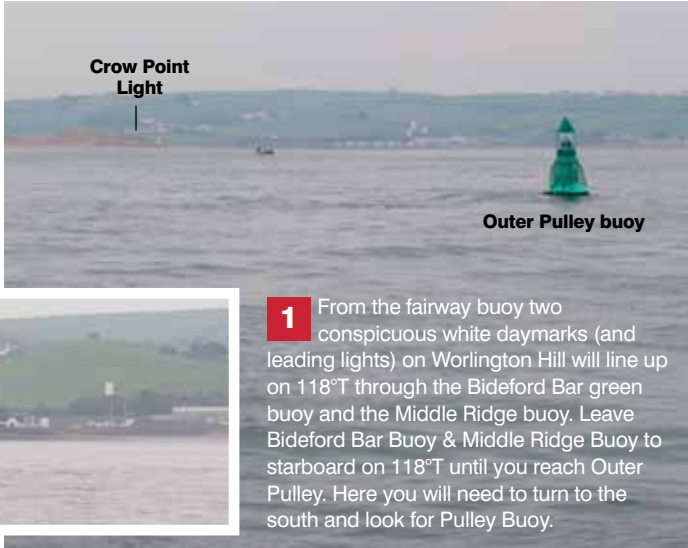 Crow Point
Light
Outer Pulley buoy
1 From the fairway buoy two
conspicuous white daymarks (and
leading lights) on Worlington Hill will line up
on 118°T through the Bideford Bar green
buoy and the Middle Ridge buoy. Leave
Bideford Bar Buoy & Middle Ridge Buoy to
starboard on 118°T until you reach Outer
Pulley. Here you will need to turn to the
south and look for Pulley Buoy.